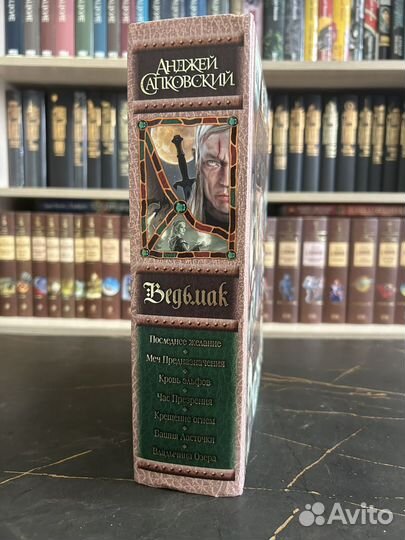 АНДЖЕЙ
САПКОВСКИЙ
Ведьмак
Последнее желание
Меч Предназначения
Кровь эльфов
Час Презрения
Крещение огнем
Башня Ласточки
Владычица Озера
Avito